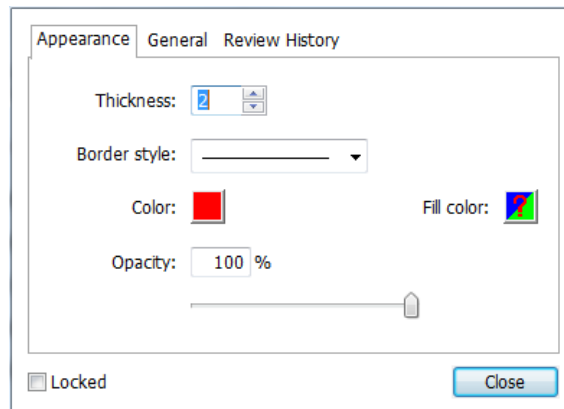 Appearance General Review History
Thickness: 2
Border style:
Color: Fill color: ?
Opacity: 100 %
Locked Close